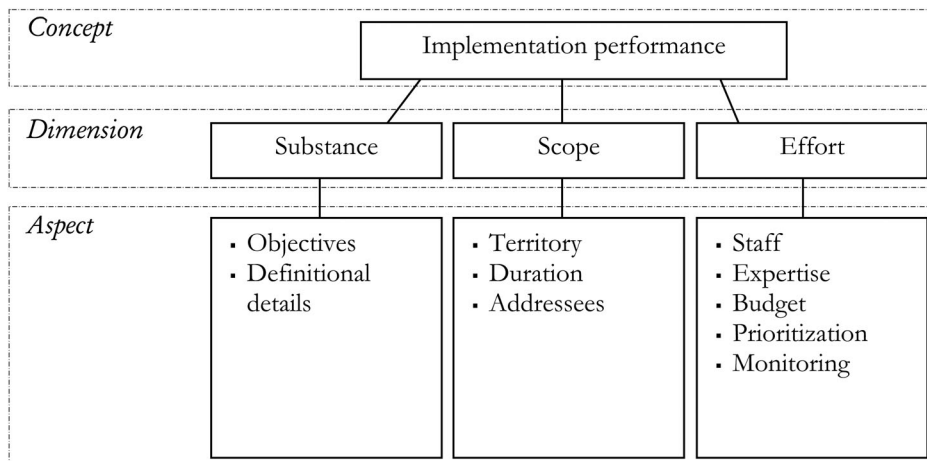 Concept
Implementation performance
Dimension
Substance
Scope
Effort
Aspect
▪ Objectives
▪ Definitional
details
▪ Territory
▪ Duration
▪ Addressees
▪ Staff
▪ Expertise
▪ Budget
▪ Prioritization
▪ Monitoring